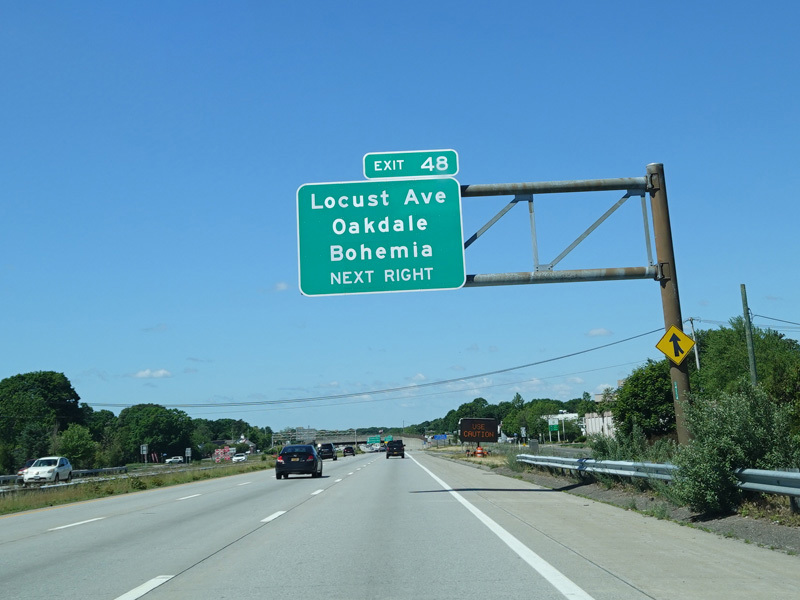 EXIT 48
Locust Ave
Oakdale
Bohemia
NEXT RIGHT
USE
CAUTION